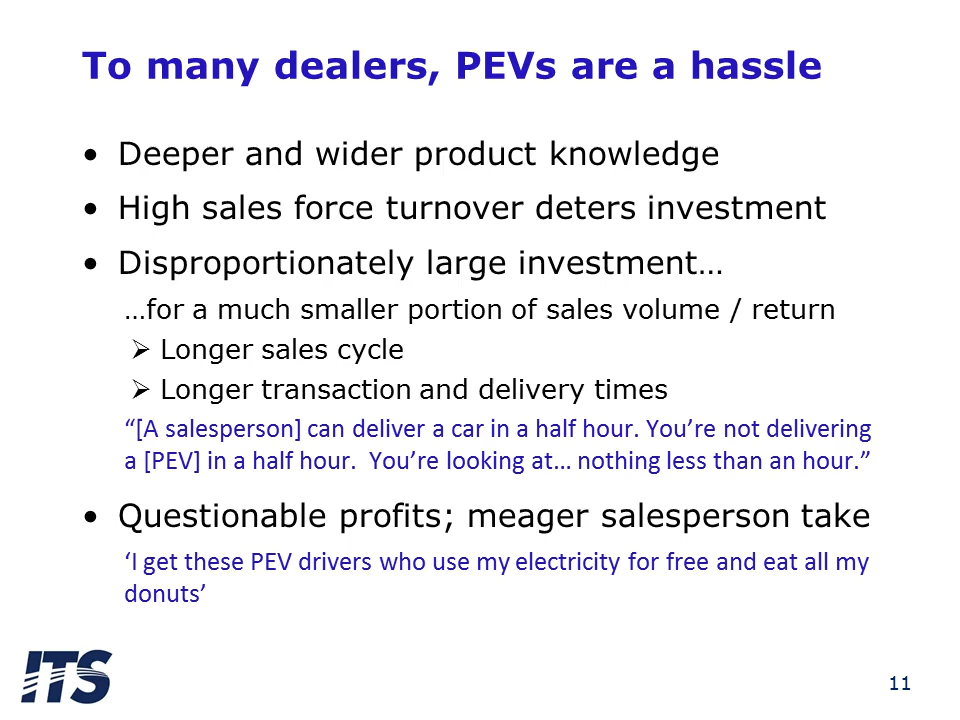 To many dealers, PEVs are a hassle
• Deeper and wider product knowledge
• High sales force turnover deters investment
• Disproportionately large investment…
…for a much smaller portion of sales volume / return
➢ Longer sales cycle
➢ Longer transaction and delivery times
“[A salesperson] can deliver a car in a half hour. You’re not delivering
a [PEV] in a half hour.  You’re looking at… nothing less than an hour.”
• Questionable profits; meager salesperson take
‘I get these PEV drivers who use my electricity for free and eat all my
donuts’
ITS
11